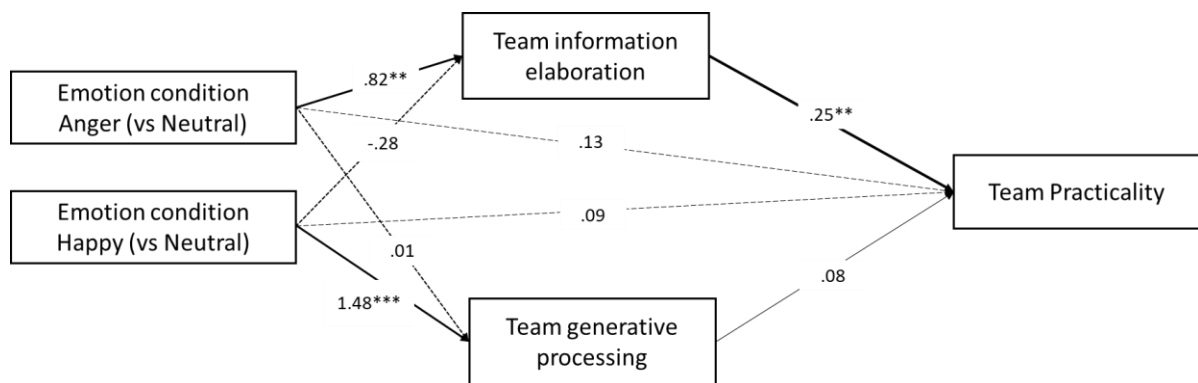 Team information
elaboration
Emotion condition
Anger (vs Neutral)
.82**
.25**
.13
-.28
Team Practicality
Emotion condition
Happy (vs Neutral)
.09
.01
.08
1.48***
Team generative
processing